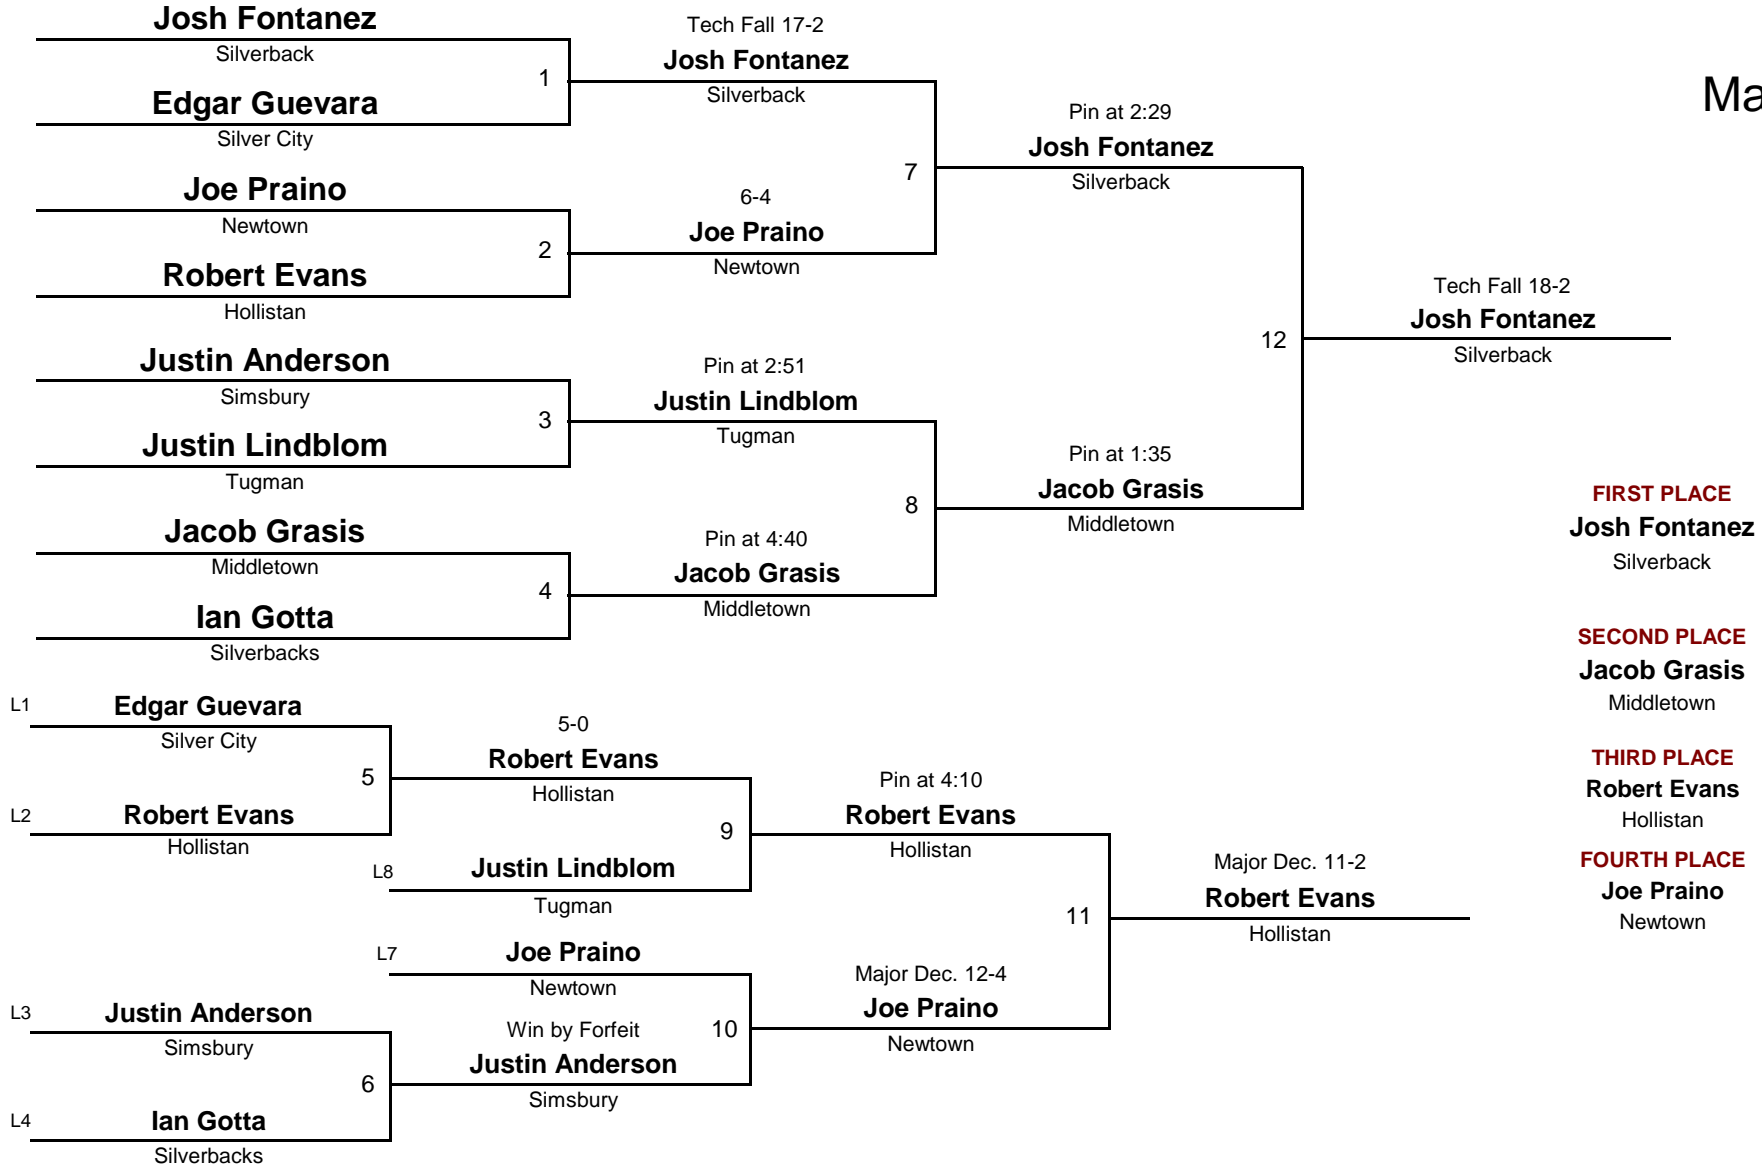 Josh Fontanez
Silverback
1
Edgar Guevara
Silver City
Tech Fall 17-2
Josh Fontanez
Silverback
Joe Praino
Newtown
2
Robert Evans
Hollistan
6-4
Joe Praino
Newtown
7
Pin at 2:29
Josh Fontanez
Silverback
Ma
Justin Anderson
Simsbury
3
Justin Lindblom
Tugman
Pin at 2:51
Justin Lindblom
Tugman
Jacob Grasis
Middletown
4
Ian Gotta
Silverbacks
Pin at 4:40
Jacob Grasis
Middletown
8
Pin at 1:35
Jacob Grasis
Middletown
12
Tech Fall 18-2
Josh Fontanez
Silverback
FIRST PLACE
Josh Fontanez
Silverback
SECOND PLACE
Jacob Grasis
Middletown
THIRD PLACE
Robert Evans
Hollistan
FOURTH PLACE
Joe Praino
Newtown
L1
Edgar Guevara
Silver City
5
L2
Robert Evans
Hollistan
5-0
Robert Evans
Hollistan
9
L8
Justin Lindblom
Tugman
Pin at 4:10
Robert Evans
Hollistan
L7
Joe Praino
Newtown
L3
Justin Anderson
Simsbury
6
L4
Ian Gotta
Silverbacks
Win by Forfeit
10
Justin Anderson
Simsbury
Major Dec. 12-4
Joe Praino
Newtown
11
Major Dec. 11-2
Robert Evans
Hollistan